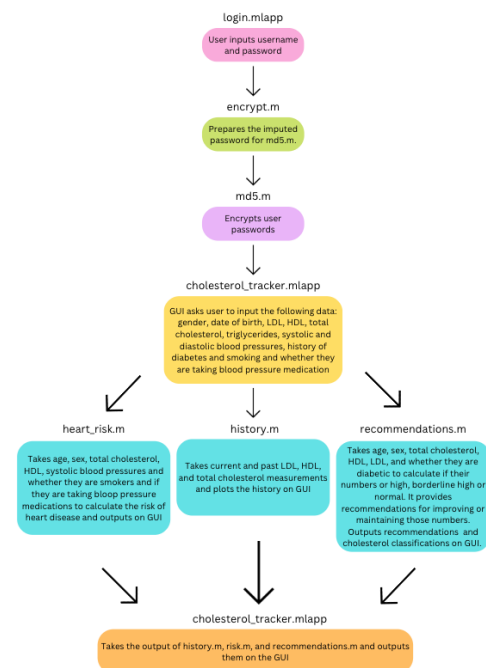 login.mlapp
User inputs username
and password
encrypt.m
Prepares the imputed
password for md5.m.
md5.m
Encrypts user
passwords
cholesterol_tracker.mlapp
GUI asks user to input the following data:
gender, date of birth, LDL, HDL, total
cholesterol, triglycerides, systolic and
diastolic blood pressures, history of
diabetes and smoking and whether they
are taking blood pressure medication
heart_risk.m
Takes age, sex, total cholesterol,
HDL, systolic blood pressures and
whether they are smokers and if
they are taking bloop pressure
medications to calculate the risk of
heart disease and outputs on GUI
history.m
Takes current and past LDL, HDL,
and total cholesterol measurements
and plots the history on GUI
recommendations.m
Takes age, sex, total cholesterol,
HDL, LDL, and whether they are
diabetic to calculate if their
numbers or high, borderline high or
normal. It provides
recommendations for improving or
maintaining those numbers.
Outputs recommendations and
cholesterol classifications on GUI.
cholesterol_tracker.mlapp
Takes the output of history.m, risk.m, and recommendations.m and outputs
them on the GUI